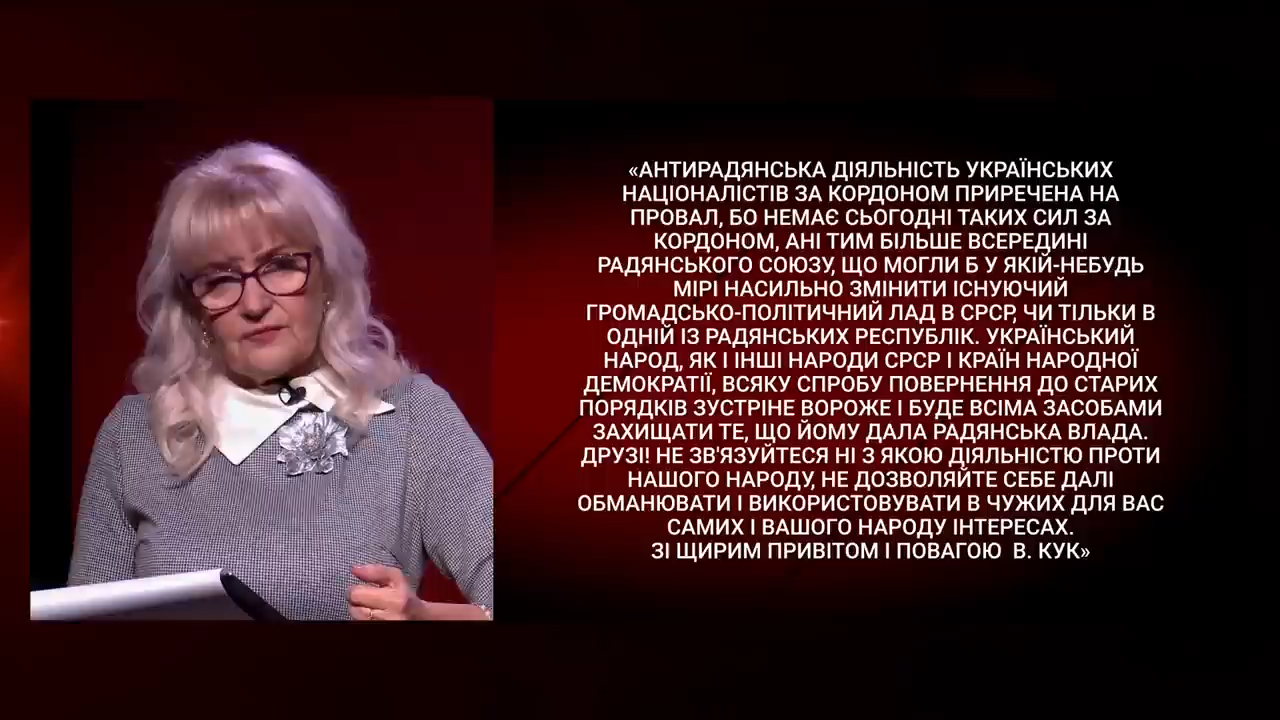 «АНТИРАДЯНСЬКА ДІЯЛЬНІСТЬ УКРАЇНСЬКИХ
НАЦІОНАЛІСТІВ ЗА КОРДОНОМ ПРИРЕЧЕНА НА
ПРОВАЛ, БО НЕМАЄ СЬОГОДНІ ТАКИХ СИЛ ЗА
КОРДОНОМ, АНІ ТИМ БІЛЬШЕ ВСЕРЕДИНІ
РАДЯНСЬКОГО СОЮЗУ, ЩО МОГЛИ Б У ЯКІЙ-НЕБУДЬ
МІРІ НАСИЛЬНО ЗМІНИТИ ІСНУЮЧИЙ
ГРОМАДСЬКО-ПОЛІТИЧНИЙ ЛАД В СРСР, ЧИ ТІЛЬКИ В
ОДНІЙ ІЗ РАДЯНСЬКИХ РЕСПУБЛІК. УКРАЇНСЬКИЙ
НАРОД, ЯК І ІНШІ НАРОДИ СРСР І КРАЇН НАРОДНОЇ
ДЕМОКРАТІЇ, ВСЯКУ СПРОБУ ПОВЕРНЕННЯ ДО СТАРИХ
ПОРЯДКІВ ЗУСТРІНЕ ВОРОЖЕ І БУДЕ ВСІМА ЗАСОБАМИ
ЗАХИЩАТИ ТЕ, ЩО ЙОМУ ДАЛА РАДЯНСЬКА ВЛАДА.
ДРУЗІ! НЕ ЗВ'ЯЗУЙТЕСЯ НІ З ЯКОЮ ДІЯЛЬНІСТЮ ПРОТИ
НАШОГО НАРОДУ, НЕ ДОЗВОЛЯЙТЕ СЕБЕ ДАЛІ
ОБМАНЮВАТИ І ВИКОРИСТОВУВАТИ В ЧУЖИХ ДЛЯ ВАС
САМИХ І ВАШОГО НАРОДУ ІНТЕРЕСАХ.
ЗІ ЩИРИМ ПРИВІТОМ І ПОВАГОЮ В. КУК»